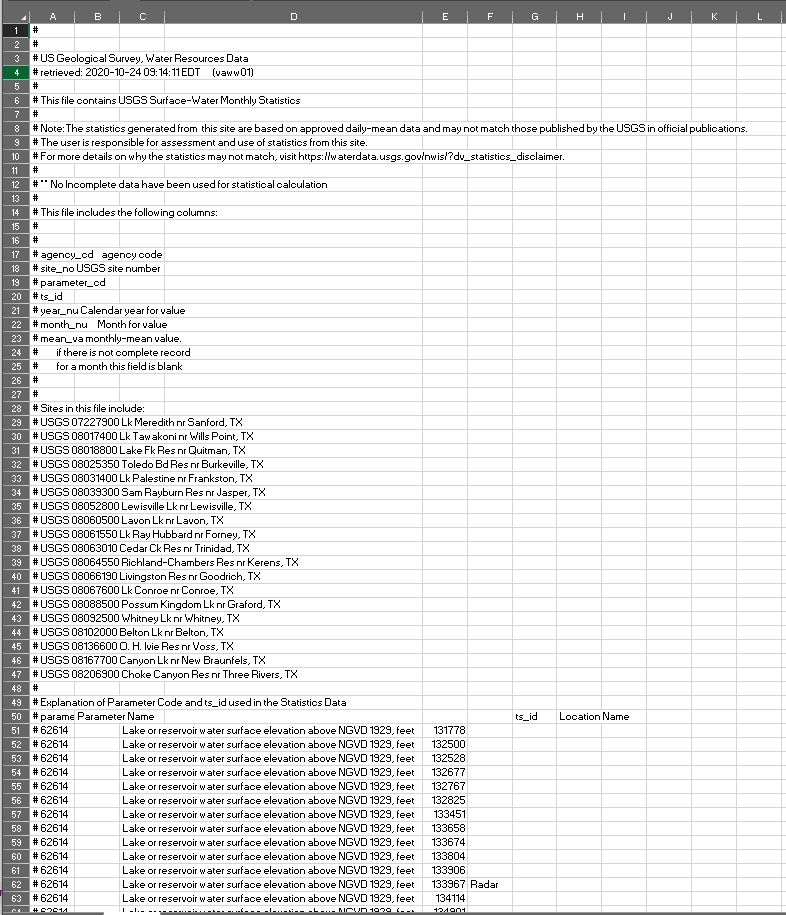 A B C D E F G H I J K L
1 #
2 #
3 # US Geological Survey, Water Resources Data
4 # retrieved: 2020-10-24 09:14:11 EDT (vaww01)
5 #
6 # This file contains USGS Surface-Water Monthly Statistics
7 #
8 # Note:The statistics generated from this site are based on approved daily-mean data and may not match those published by the USGS in official publications.
9 # The user is responsible for assessment and use of statistics from this site.
10 # For more details on why the statistics may not match, visit https://waterdata.usgs.gov/nwis/?dv_statistics_disclaimer.
11 #
12 # ** No Incomplete data have been used for statistical calculation
13 #
14 # This file includes the following columns:
15 #
16 #
17 # agency_cd agency code
18 # site_no USGS site number
19 # parameter_cd
20 # ts_id
21 # year_nu Calendar year for value
22 # month_nu Month for value
23 # mean_va monthly-mean value.
24 # if there is not complete record
25 # for a month this field is blank
26 #
27 #
28 # Sites in this file include:
29 # USGS 07227900 Lk Meredith nr Sanford, TX
30 # USGS 08017400 Lk Tawakoni nr Wills Point, TX
31 # USGS 08018800 Lake Fk Res nr Quitman, TX
32 # USGS 08025350 Toledo Bd Res nr Burkeville, TX
33 # USGS 08031400 Lk Palestine nr Frankston, TX
34 # USGS 08039300 Sam Rayburn Res nr Jasper, TX
35 # USGS 08052800 Lewisville Lk nr Lewisville, TX
36 # USGS 08060500 Lavon Lk nr Lavon, TX
37 # USGS 08061550 Lk Ray Hubbard nr Forney, TX
38 # USGS 08063010 Cedar Ck Res nr Trinidad, TX
39 # USGS 08064550 Richland-Chambers Res nr Kerens, TX
40 # USGS 08066190 Livingston Res nr Goodrich, TX
41 # USGS 08067600 Lk Conroe nr Conroe, TX
42 # USGS 08088500 Possum Kingdom Lk nr Graford, TX
43 # USGS 08092500 Whitney Lk nr Whitney, TX
44 # USGS 08102000 Belton Lk nr Belton, TX
45 # USGS 08136600 O. H. Ivie Res nr Voss, TX
46 # USGS 08167700 Canyon Lk nr New Braunfels, TX
47 # USGS 08206900 Choke Canyon Res nr Three Rivers, TX
48 #
49 # Explanation of Parameter Code and ts_id used in the Statistics Data
50 # parame Parameter Name ts_id Location Name
51 # 62614 Lake or reservoir water surface elevation above NGVD 1929, feet 131778
52 # 62614 Lake or reservoir water surface elevation above NGVD 1929, feet 132500
53 # 62614 Lake or reservoir water surface elevation above NGVD 1929, feet 132528
54 # 62614 Lake or reservoir water surface elevation above NGVD 1929, feet 132677
55 # 62614 Lake or reservoir water surface elevation above NGVD 1929, feet 132767
56 # 62614 Lake or reservoir water surface elevation above NGVD 1929, feet 132825
57 # 62614 Lake or reservoir water surface elevation above NGVD 1929, feet 133451
58 # 62614 Lake or reservoir water surface elevation above NGVD 1929, feet 133658
59 # 62614 Lake or reservoir water surface elevation above NGVD 1929, feet 133674
60 # 62614 Lake or reservoir water surface elevation above NGVD 1929, feet 133804
61 # 62614 Lake or reservoir water surface elevation above NGVD 1929, feet 133906
62 # 62614 Lake or reservoir water surface elevation above NGVD 1929, feet 133967 Radar
63 # 62614 Lake or reservoir water surface elevation above NGVD 1929, feet 134114